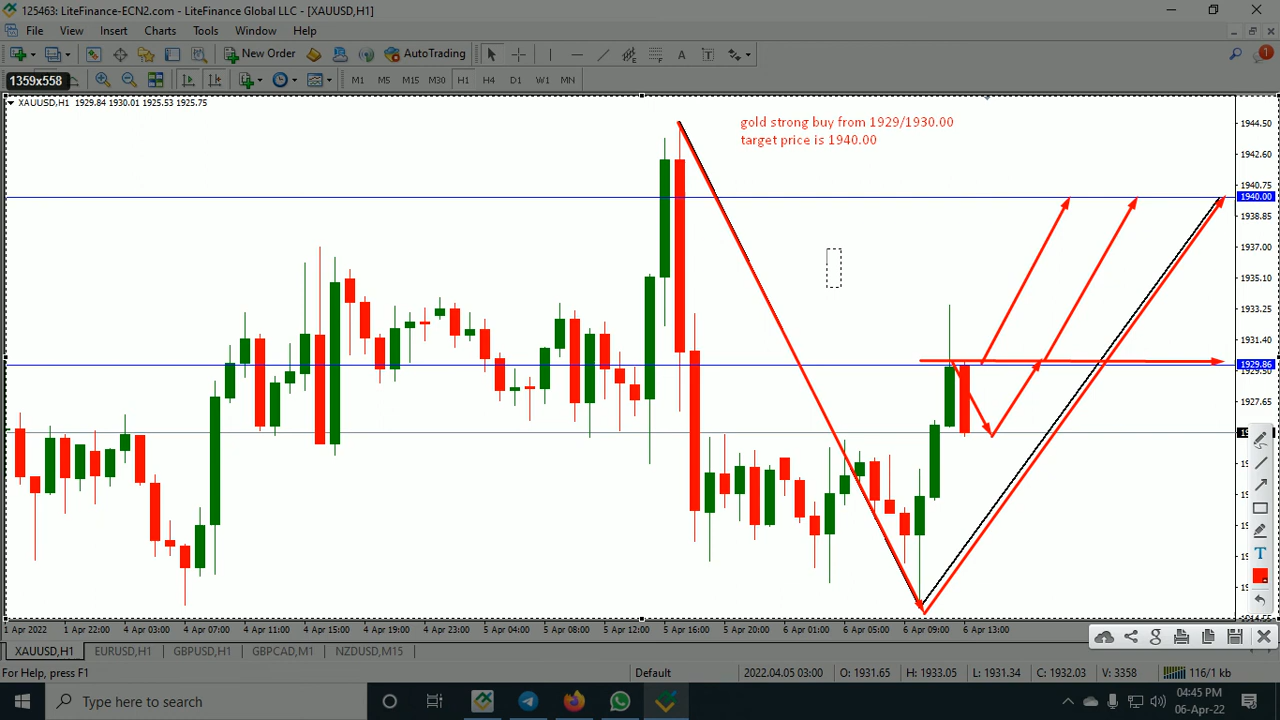 125463: LiteFinance-ECN2.com - LiteFinance Global LLC - [XAUUSD,H1]
File View Insert Charts Tools Window Help
New Order AutoTrading
1359x558 M1 M5 M15 M30 H1 H4 D1 W1 MN
XAUUSD,H1 1929.84 1930.01 1925.53 1925.75
gold strong buy from 1929/1930.00
target price is 1940.00
1944.50
1942.60
1940.75
1940.00
1938.85
1937.00
1935.10
1933.25
1931.40
1929.86
1929.50
1927.65
1 Apr 2022 1 Apr 22:00 4 Apr 03:00 4 Apr 07:00 4 Apr 11:00 4 Apr 15:00 4 Apr 19:00 4 Apr 23:00 5 Apr 04:00 5 Apr 08:00 5 Apr 12:00 5 Apr 16:00 5 Apr 20:00 6 Apr 01:00 6 Apr 05:00 6 Apr 09:00 6 Apr 13:00
XAUUSD,H1 EURUSD,H1 GBPUSD,H1 GBPCAD,M1 NZDUSD,M15
For Help, press F1 Default 2022.04.05 03:00 O: 1931.65 H: 1933.05 L: 1931.34 C: 1932.03 V: 3358 116/1 kb
Type here to search
04:45 PM
06-Apr-22